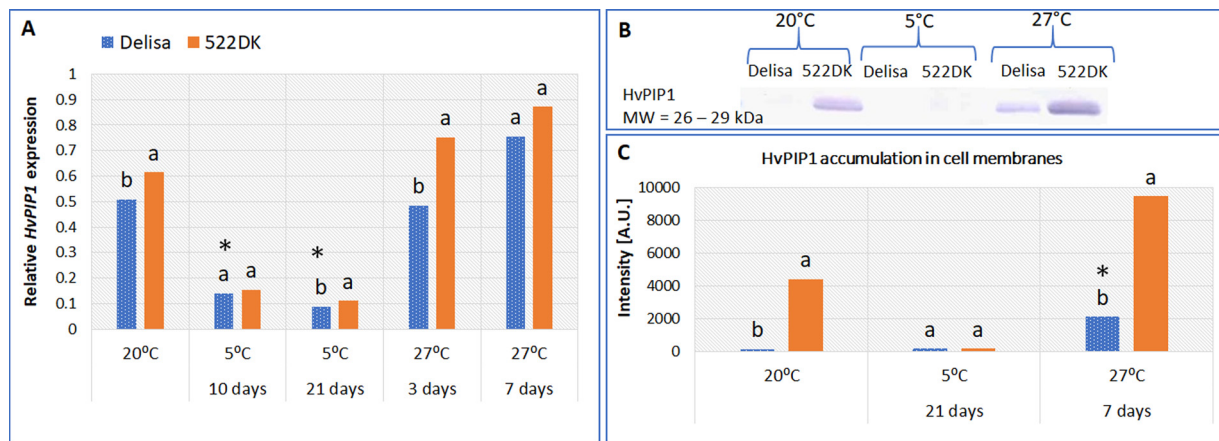 A
Delisa 522DK
Relative HvPIP1 expression
1
0.9
0.8
0.7
0.6
0.5
0.4
0.3
0.2
0.1
0
b a
* a a
* b a
b a
a a
20⁰C 5⁰C 5⁰C 27⁰C 27⁰C
10 days 21 days 3 days 7 days
B
20°C 5°C 27°C
Delisa 522DK Delisa 522DK Delisa 522DK
HvPIP1
MW = 26 – 29 kDa
C
HvPIP1 accumulation in cell membranes
Intensity [A.U.]
10000
8000
6000
4000
2000
0
b a
a a
* b a
20⁰C 5⁰C 27⁰C
21 days 7 days